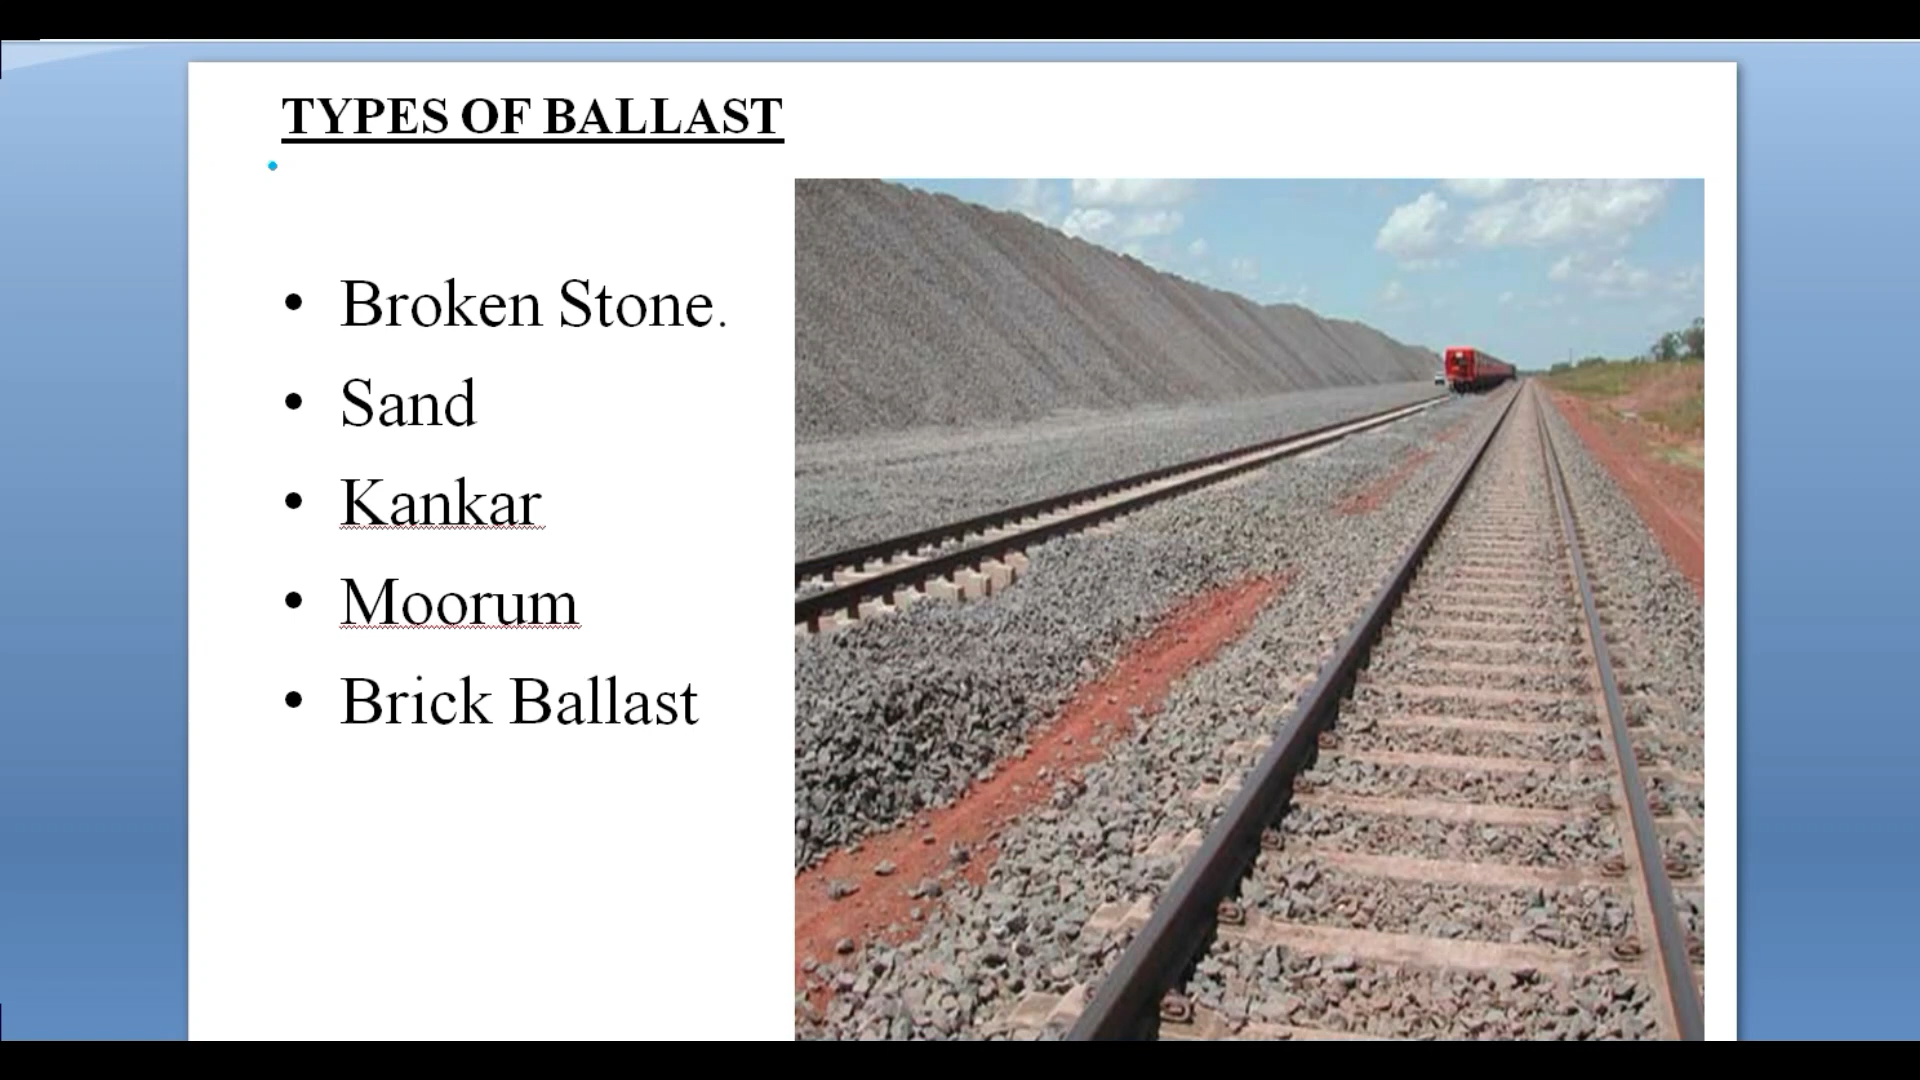 TYPES OF BALLAST
• Broken Stone.
• Sand
• Kankar
• Moorum
• Brick Ballast